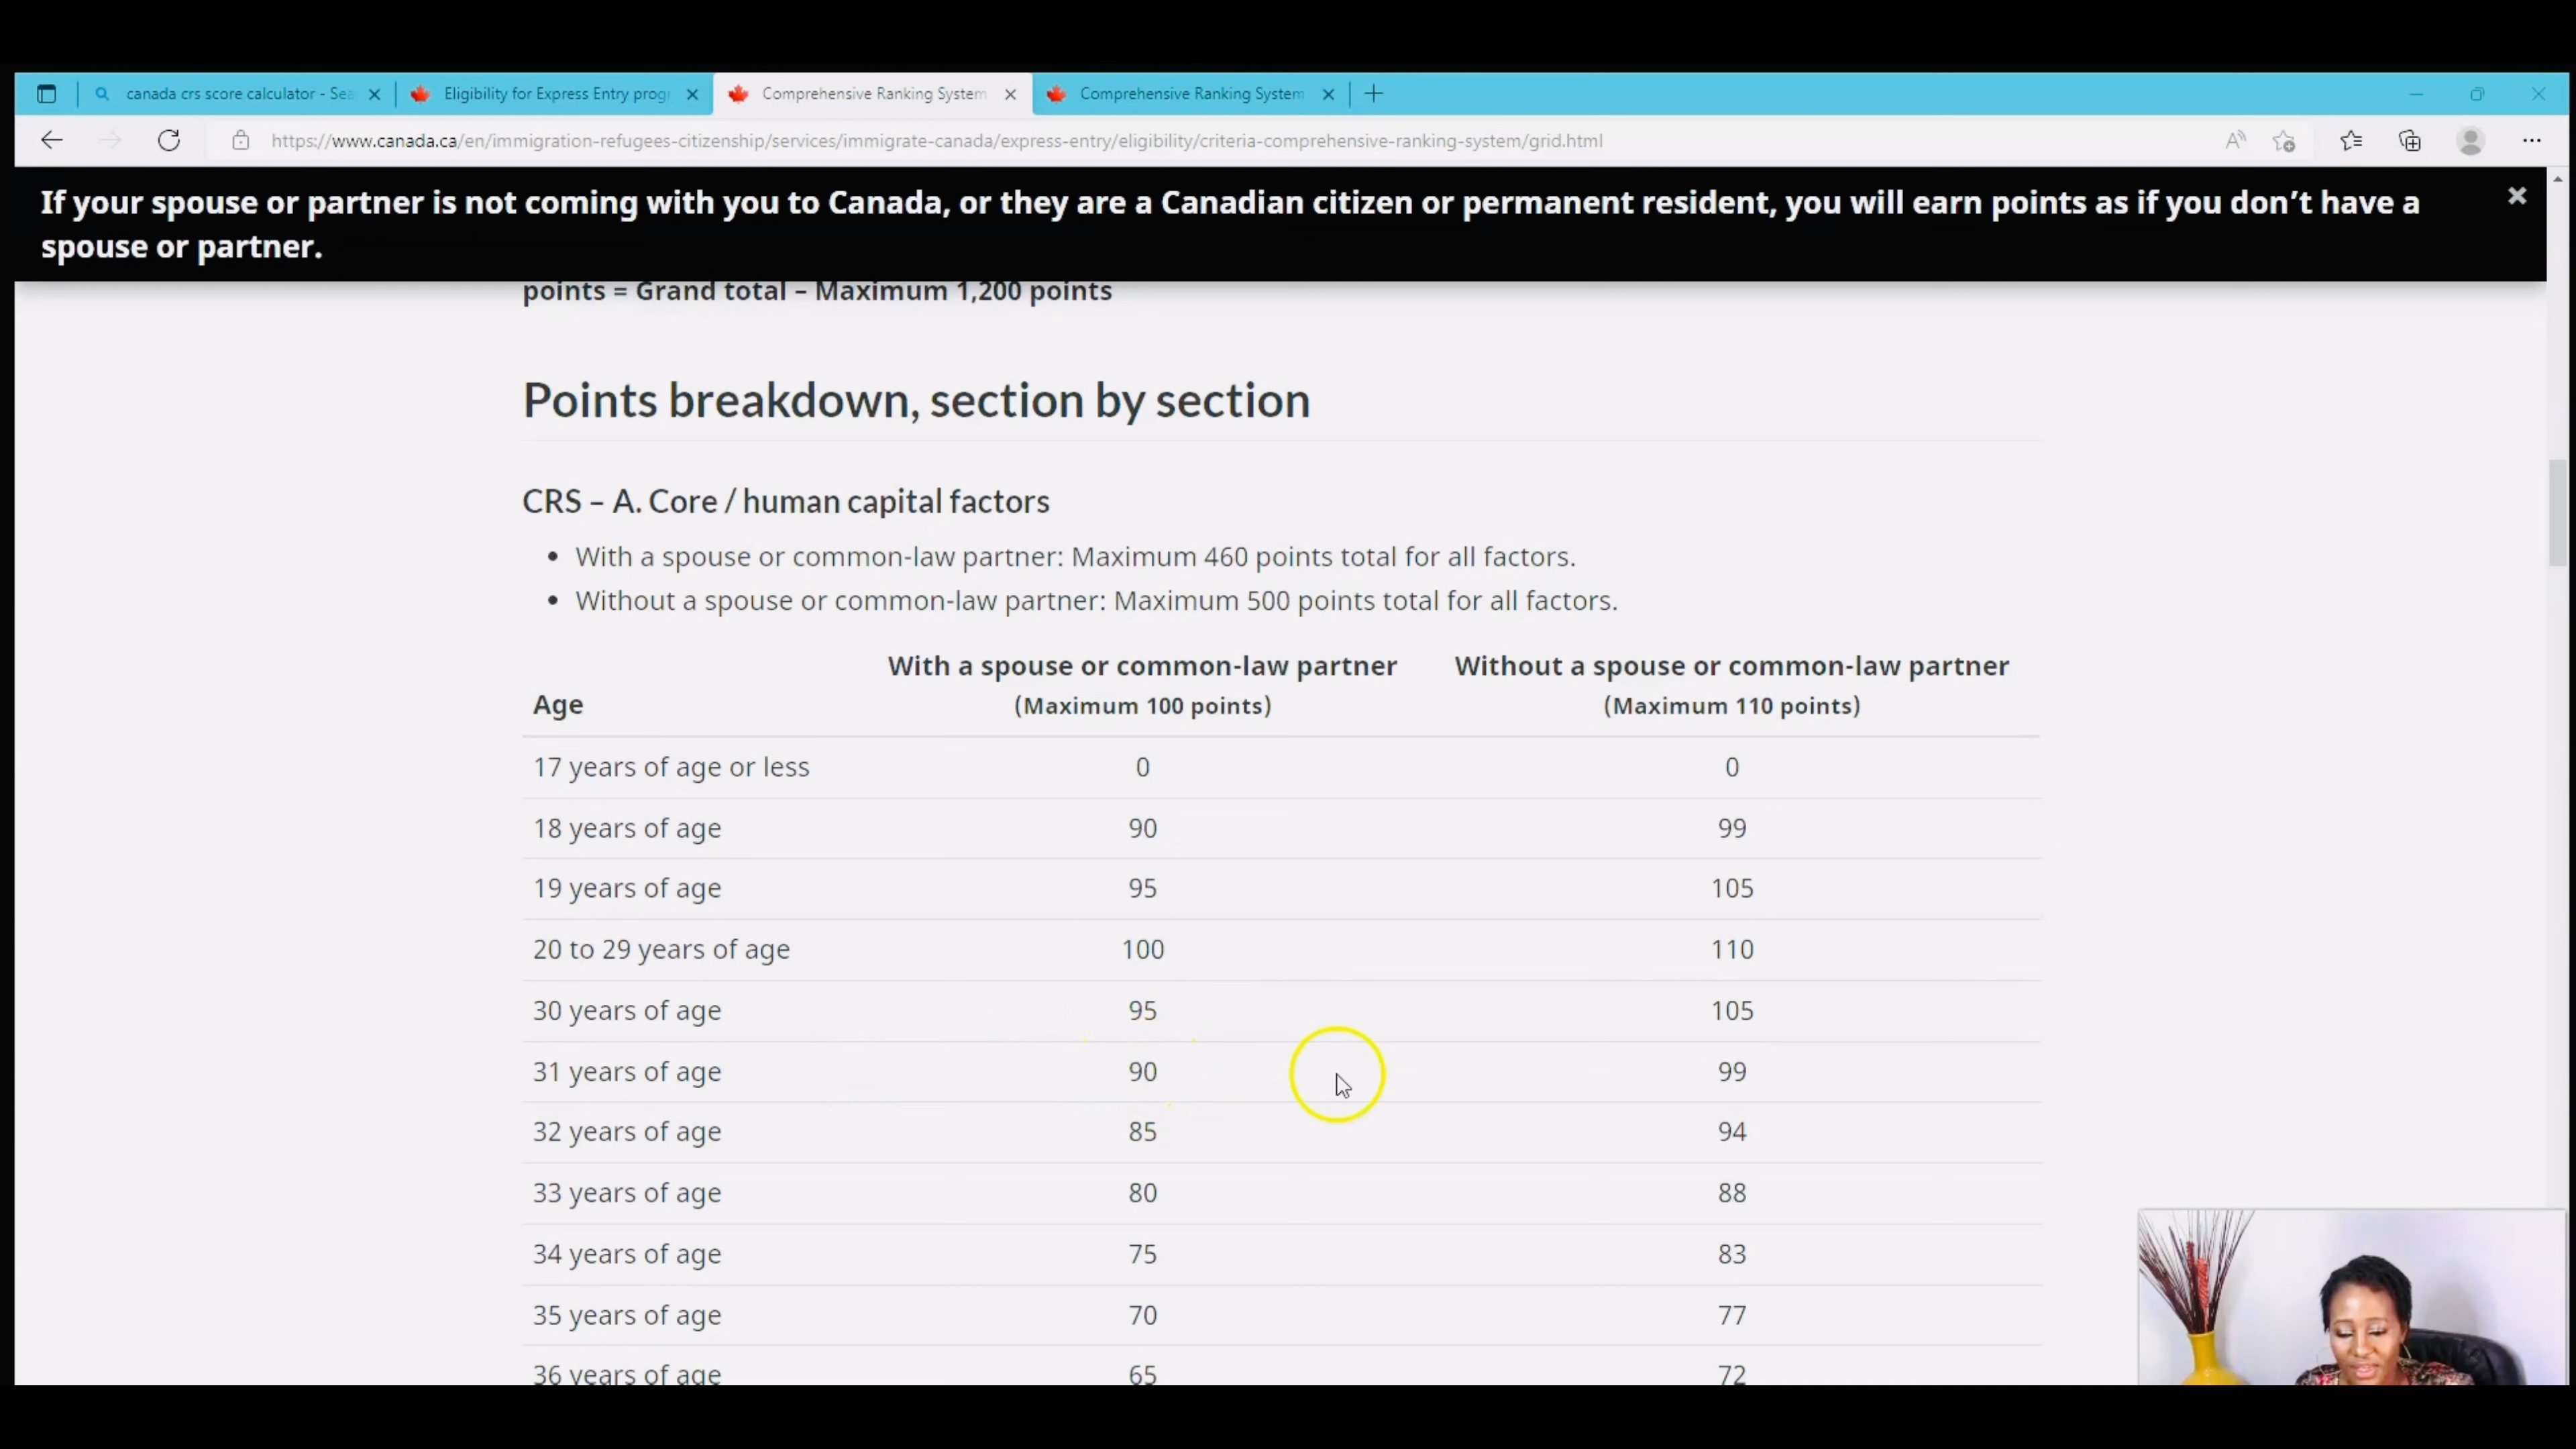 canada crs score calculator - Sea
Eligibility for Express Entry progr
Comprehensive Ranking System
Comprehensive Ranking System
https://www.canada.ca/en/immigration-refugees-citizenship/services/immigrate-canada/express-entry/eligibility/criteria-comprehensive-ranking-system/grid.html
If your spouse or partner is not coming with you to Canada, or they are a Canadian citizen or permanent resident, you will earn points as if you don’t have a
spouse or partner.
points = Grand total – Maximum 1,200 points
Points breakdown, section by section
CRS – A. Core / human capital factors
• With a spouse or common-law partner: Maximum 460 points total for all factors.
• Without a spouse or common-law partner: Maximum 500 points total for all factors.
With a spouse or common-law partner Without a spouse or common-law partner
Age (Maximum 100 points) (Maximum 110 points)
17 years of age or less 0 0
18 years of age 90 99
19 years of age 95 105
20 to 29 years of age 100 110
30 years of age 95 105
31 years of age 90 99
32 years of age 85 94
33 years of age 80 88
34 years of age 75 83
35 years of age 70 77
36 years of age 65 72